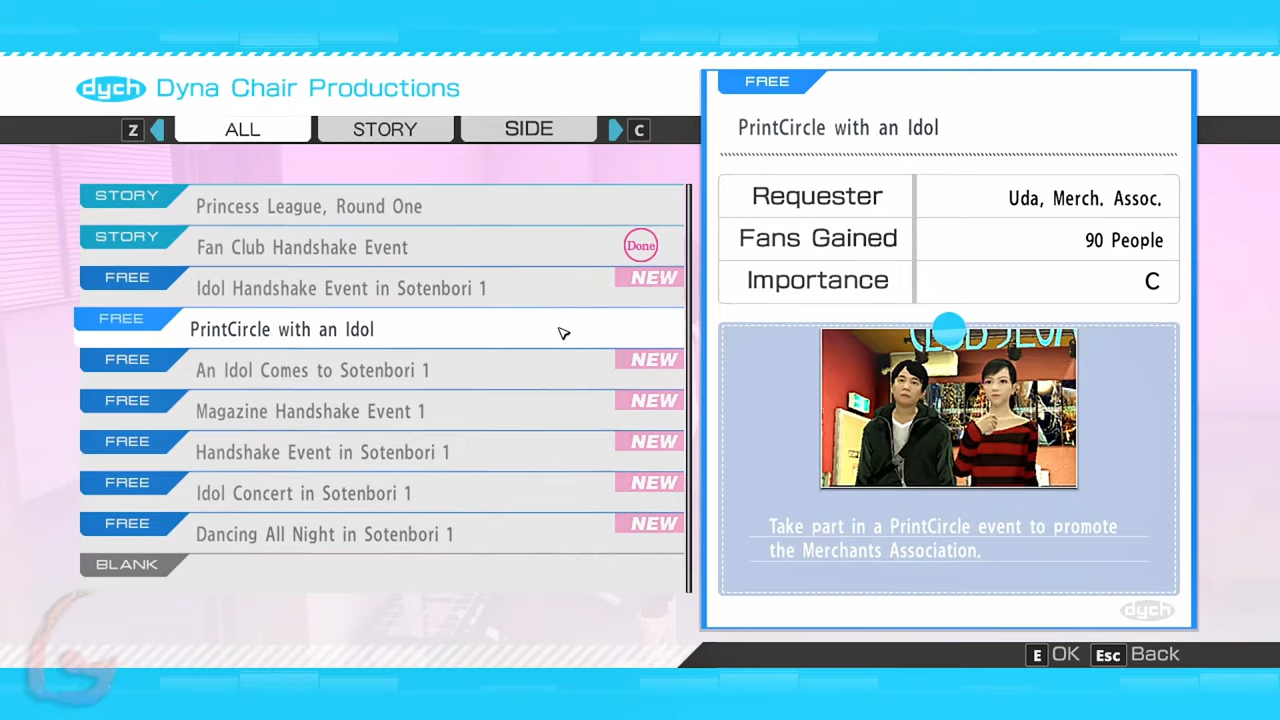 dych Dyna Chair Productions
Z ALL STORY SIDE C
STORY Princess League, Round One
STORY Fan Club Handshake Event Done
FREE Idol Handshake Event in Sotenbori 1 NEW
FREE PrintCircle with an Idol
FREE An Idol Comes to Sotenbori 1 NEW
FREE Magazine Handshake Event 1 NEW
FREE Handshake Event in Sotenbori 1 NEW
FREE Idol Concert in Sotenbori 1 NEW
FREE Dancing All Night in Sotenbori 1 NEW
BLANK
FREE
PrintCircle with an Idol
Requester Uda, Merch. Assoc.
Fans Gained 90 People
Importance C
Take part in a PrintCircle event to promote
the Merchants Association.
dych
E OK Esc Back